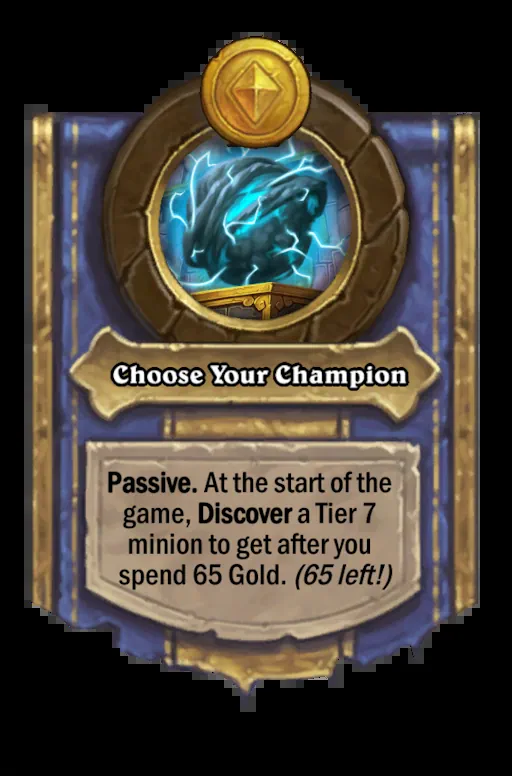 Choose Your Champion
Passive. At the start of the
game, Discover a Tier 7
minion to get after you
spend 65 Gold. (65 left!)